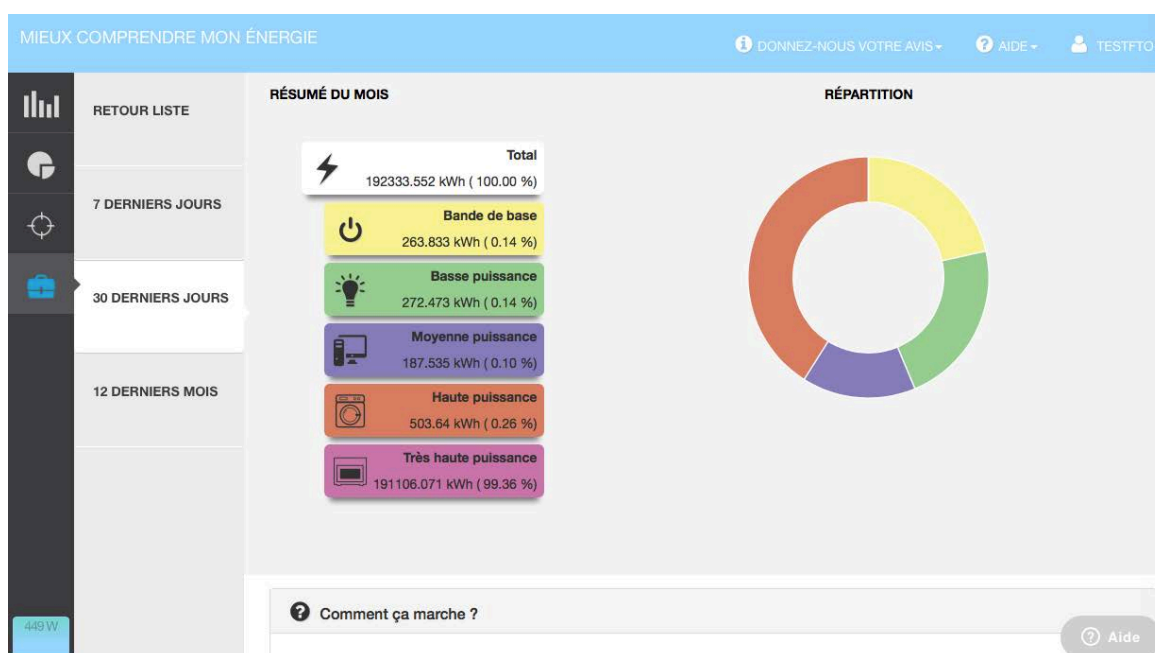 MIEUX COMPRENDRE MON ÉNERGIE
DONNEZ-NOUS VOTRE AVIS
AIDE
TESTFTO
RETOUR LISTE
7 DERNIERS JOURS
30 DERNIERS JOURS
12 DERNIERS MOIS
449 W
RÉSUMÉ DU MOIS
Total
192333.552 kWh ( 100.00 %)
Bande de base
263.833 kWh ( 0.14 %)
Basse puissance
272.473 kWh ( 0.14 %)
Moyenne puissance
187.535 kWh ( 0.10 %)
Haute puissance
503.64 kWh ( 0.26 %)
Très haute puissance
191106.071 kWh ( 99.36 %)
RÉPARTITION
Comment ça marche ?
Aide